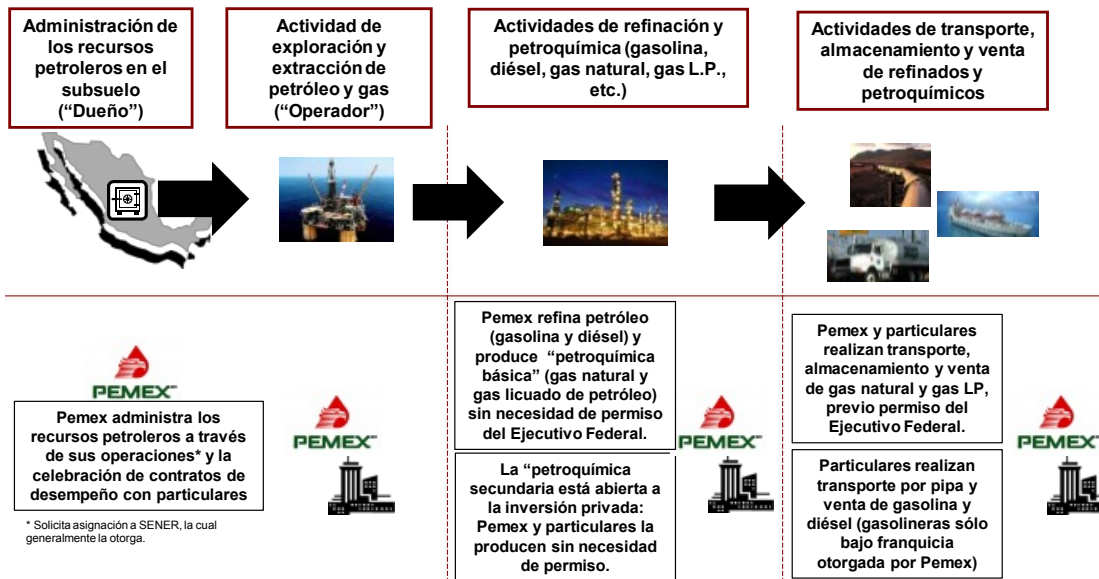 Administración de
los recursos
petroleros en el
subsuelo
(“Dueño”)
Actividad de
exploración y
extracción de
petróleo y gas
(“Operador”)
Actividades de refinación y
petroquímica (gasolina,
diésel, gas natural, gas L.P.,
etc.)
Actividades de transporte,
almacenamiento y venta
de refinados y
petroquímicos
PEMEX
Pemex administra los
recursos petroleros a través
de sus operaciones* y la
celebración de contratos de
desempeño con particulares
* Solicita asignación a SENER, la cual
generalmente la otorga.
PEMEX
Pemex refina petróleo
(gasolina y diésel) y
produce “petroquímica
básica” (gas natural y
gas licuado de petróleo)
sin necesidad de permiso
del Ejecutivo Federal.
PEMEX
La “petroquímica
secundaria está abierta a
la inversión privada:
Pemex y particulares la
producen sin necesidad
de permiso.
Pemex y particulares
realizan transporte,
almacenamiento y venta
de gas natural y gas LP,
previo permiso del
Ejecutivo Federal.
PEMEX
Particulares realizan
transporte por pipa y
venta de gasolina y
diésel (gasolineras sólo
bajo franquicia
otorgada por Pemex)